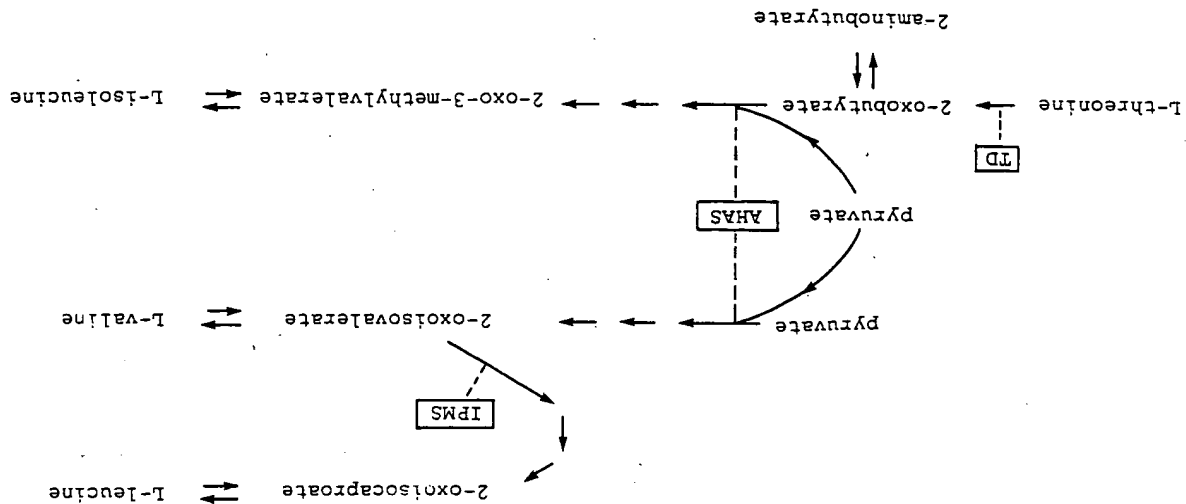 2-aminobutyrate
L-threonine 2-oxobutyrate 2-oxo-3-methylvalerate L-isoleucine
TD
pyruvate
AHAS
pyruvate 2-oxoisovalerate L-valine
IPMS
2-oxoisocaproate L-leucine